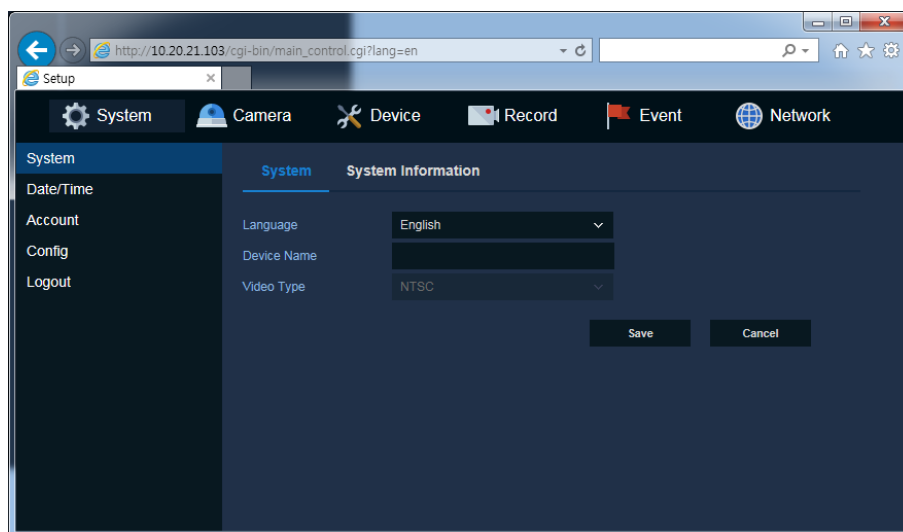 http://10.20.21.103/cgi-bin/main_control.cgi?lang=en
Setup
System Camera Device Record Event Network
System
Date/Time
Account
Config
Logout
System System Information
Language English
Device Name
Video Type NTSC
Save Cancel